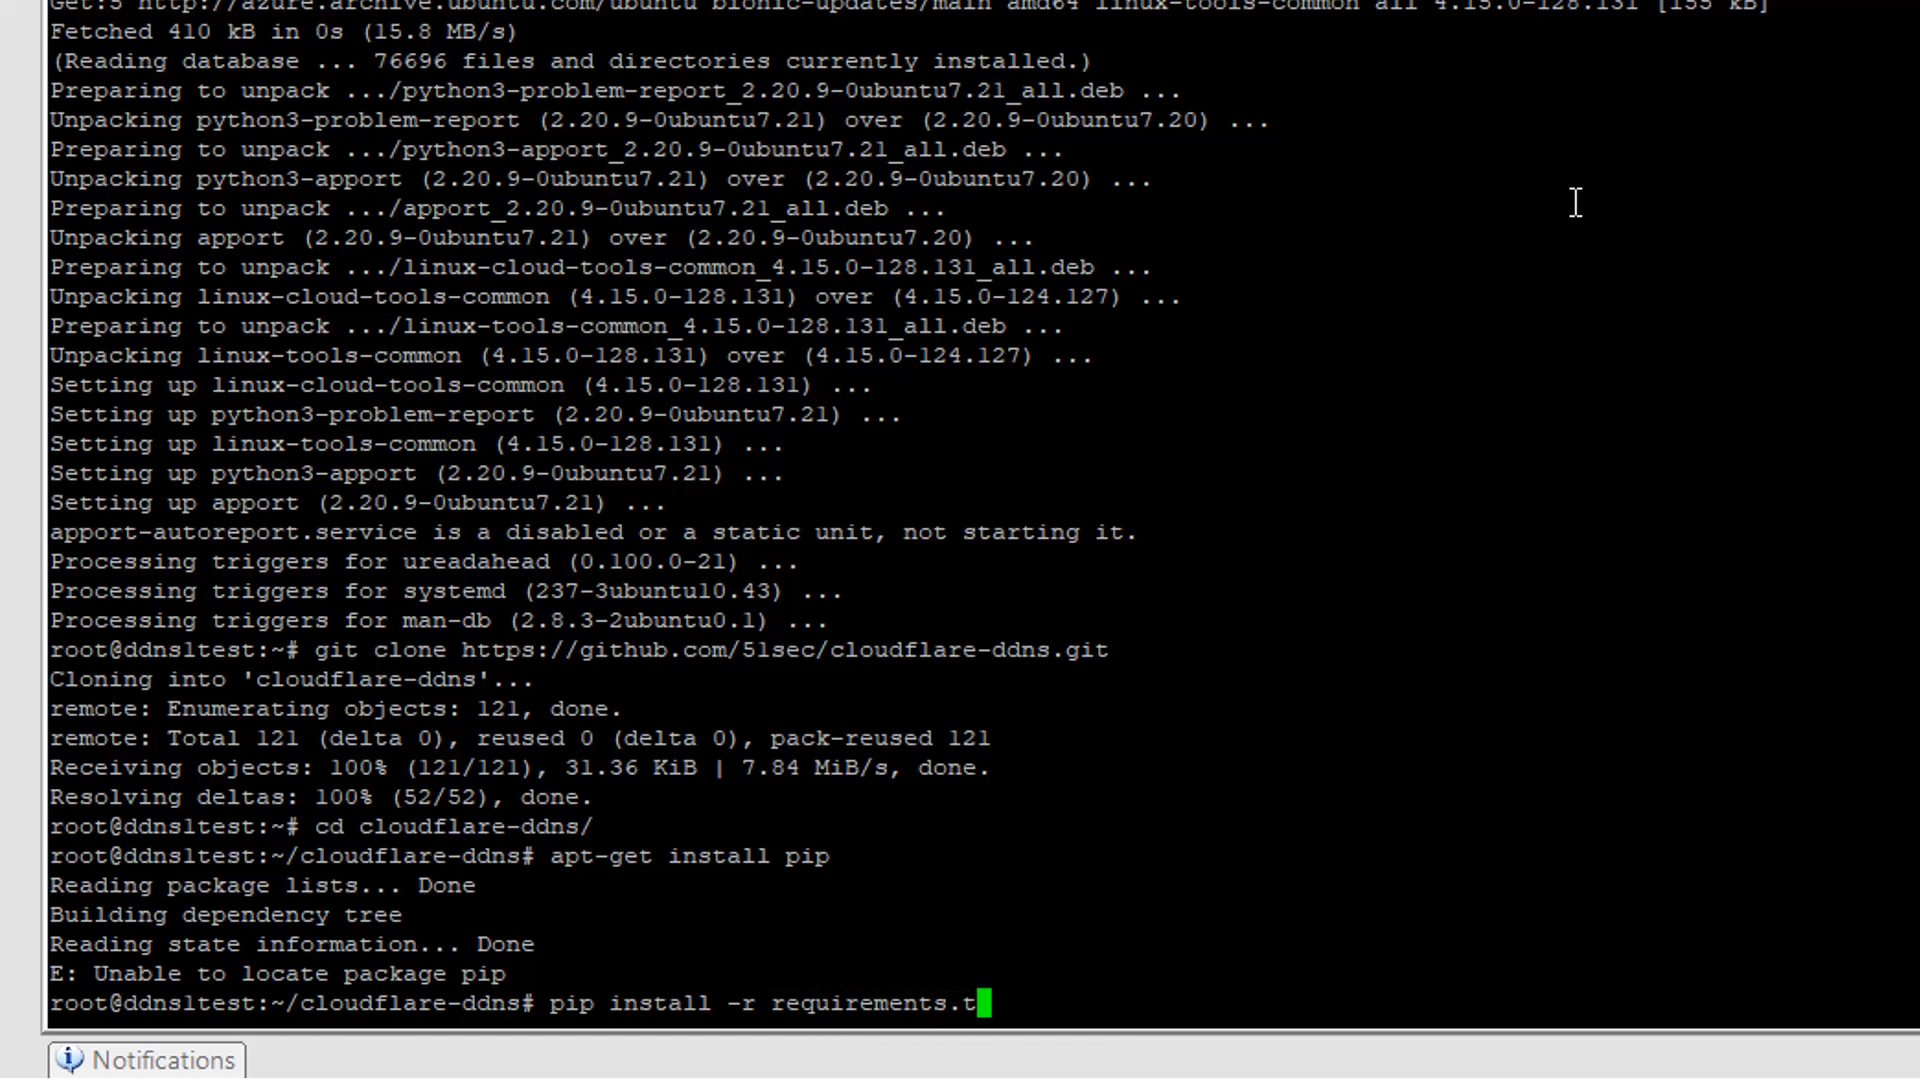 Get:5 http://azure.archive.ubuntu.com/ubuntu bionic-updates/main amd64 linux-tools-common all 4.15.0-128.131 [155 kB]
Fetched 410 kB in 0s (15.8 MB/s)
(Reading database ... 76696 files and directories currently installed.)
Preparing to unpack .../python3-problem-report_2.20.9-0ubuntu7.21_all.deb ...
Unpacking python3-problem-report (2.20.9-0ubuntu7.21) over (2.20.9-0ubuntu7.20) ...
Preparing to unpack .../python3-apport_2.20.9-0ubuntu7.21_all.deb ...
Unpacking python3-apport (2.20.9-0ubuntu7.21) over (2.20.9-0ubuntu7.20) ...
Preparing to unpack .../apport_2.20.9-0ubuntu7.21_all.deb ...
Unpacking apport (2.20.9-0ubuntu7.21) over (2.20.9-0ubuntu7.20) ...
Preparing to unpack .../linux-cloud-tools-common_4.15.0-128.131_all.deb ...
Unpacking linux-cloud-tools-common (4.15.0-128.131) over (4.15.0-124.127) ...
Preparing to unpack .../linux-tools-common_4.15.0-128.131_all.deb ...
Unpacking linux-tools-common (4.15.0-128.131) over (4.15.0-124.127) ...
Setting up linux-cloud-tools-common (4.15.0-128.131) ...
Setting up python3-problem-report (2.20.9-0ubuntu7.21) ...
Setting up linux-tools-common (4.15.0-128.131) ...
Setting up python3-apport (2.20.9-0ubuntu7.21) ...
Setting up apport (2.20.9-0ubuntu7.21) ...
apport-autoreport.service is a disabled or a static unit, not starting it.
Processing triggers for ureadahead (0.100.0-21) ...
Processing triggers for systemd (237-3ubuntu10.43) ...
Processing triggers for man-db (2.8.3-2ubuntu0.1) ...
root@ddns1test:~# git clone https://github.com/51sec/cloudflare-ddns.git
Cloning into 'cloudflare-ddns'...
remote: Enumerating objects: 121, done.
remote: Total 121 (delta 0), reused 0 (delta 0), pack-reused 121
Receiving objects: 100% (121/121), 31.36 KiB | 7.84 MiB/s, done.
Resolving deltas: 100% (52/52), done.
root@ddns1test:~# cd cloudflare-ddns/
root@ddns1test:~/cloudflare-ddns# apt-get install pip
Reading package lists... Done
Building dependency tree
Reading state information... Done
E: Unable to locate package pip
root@ddns1test:~/cloudflare-ddns# pip install -r requirements.t
Notifications